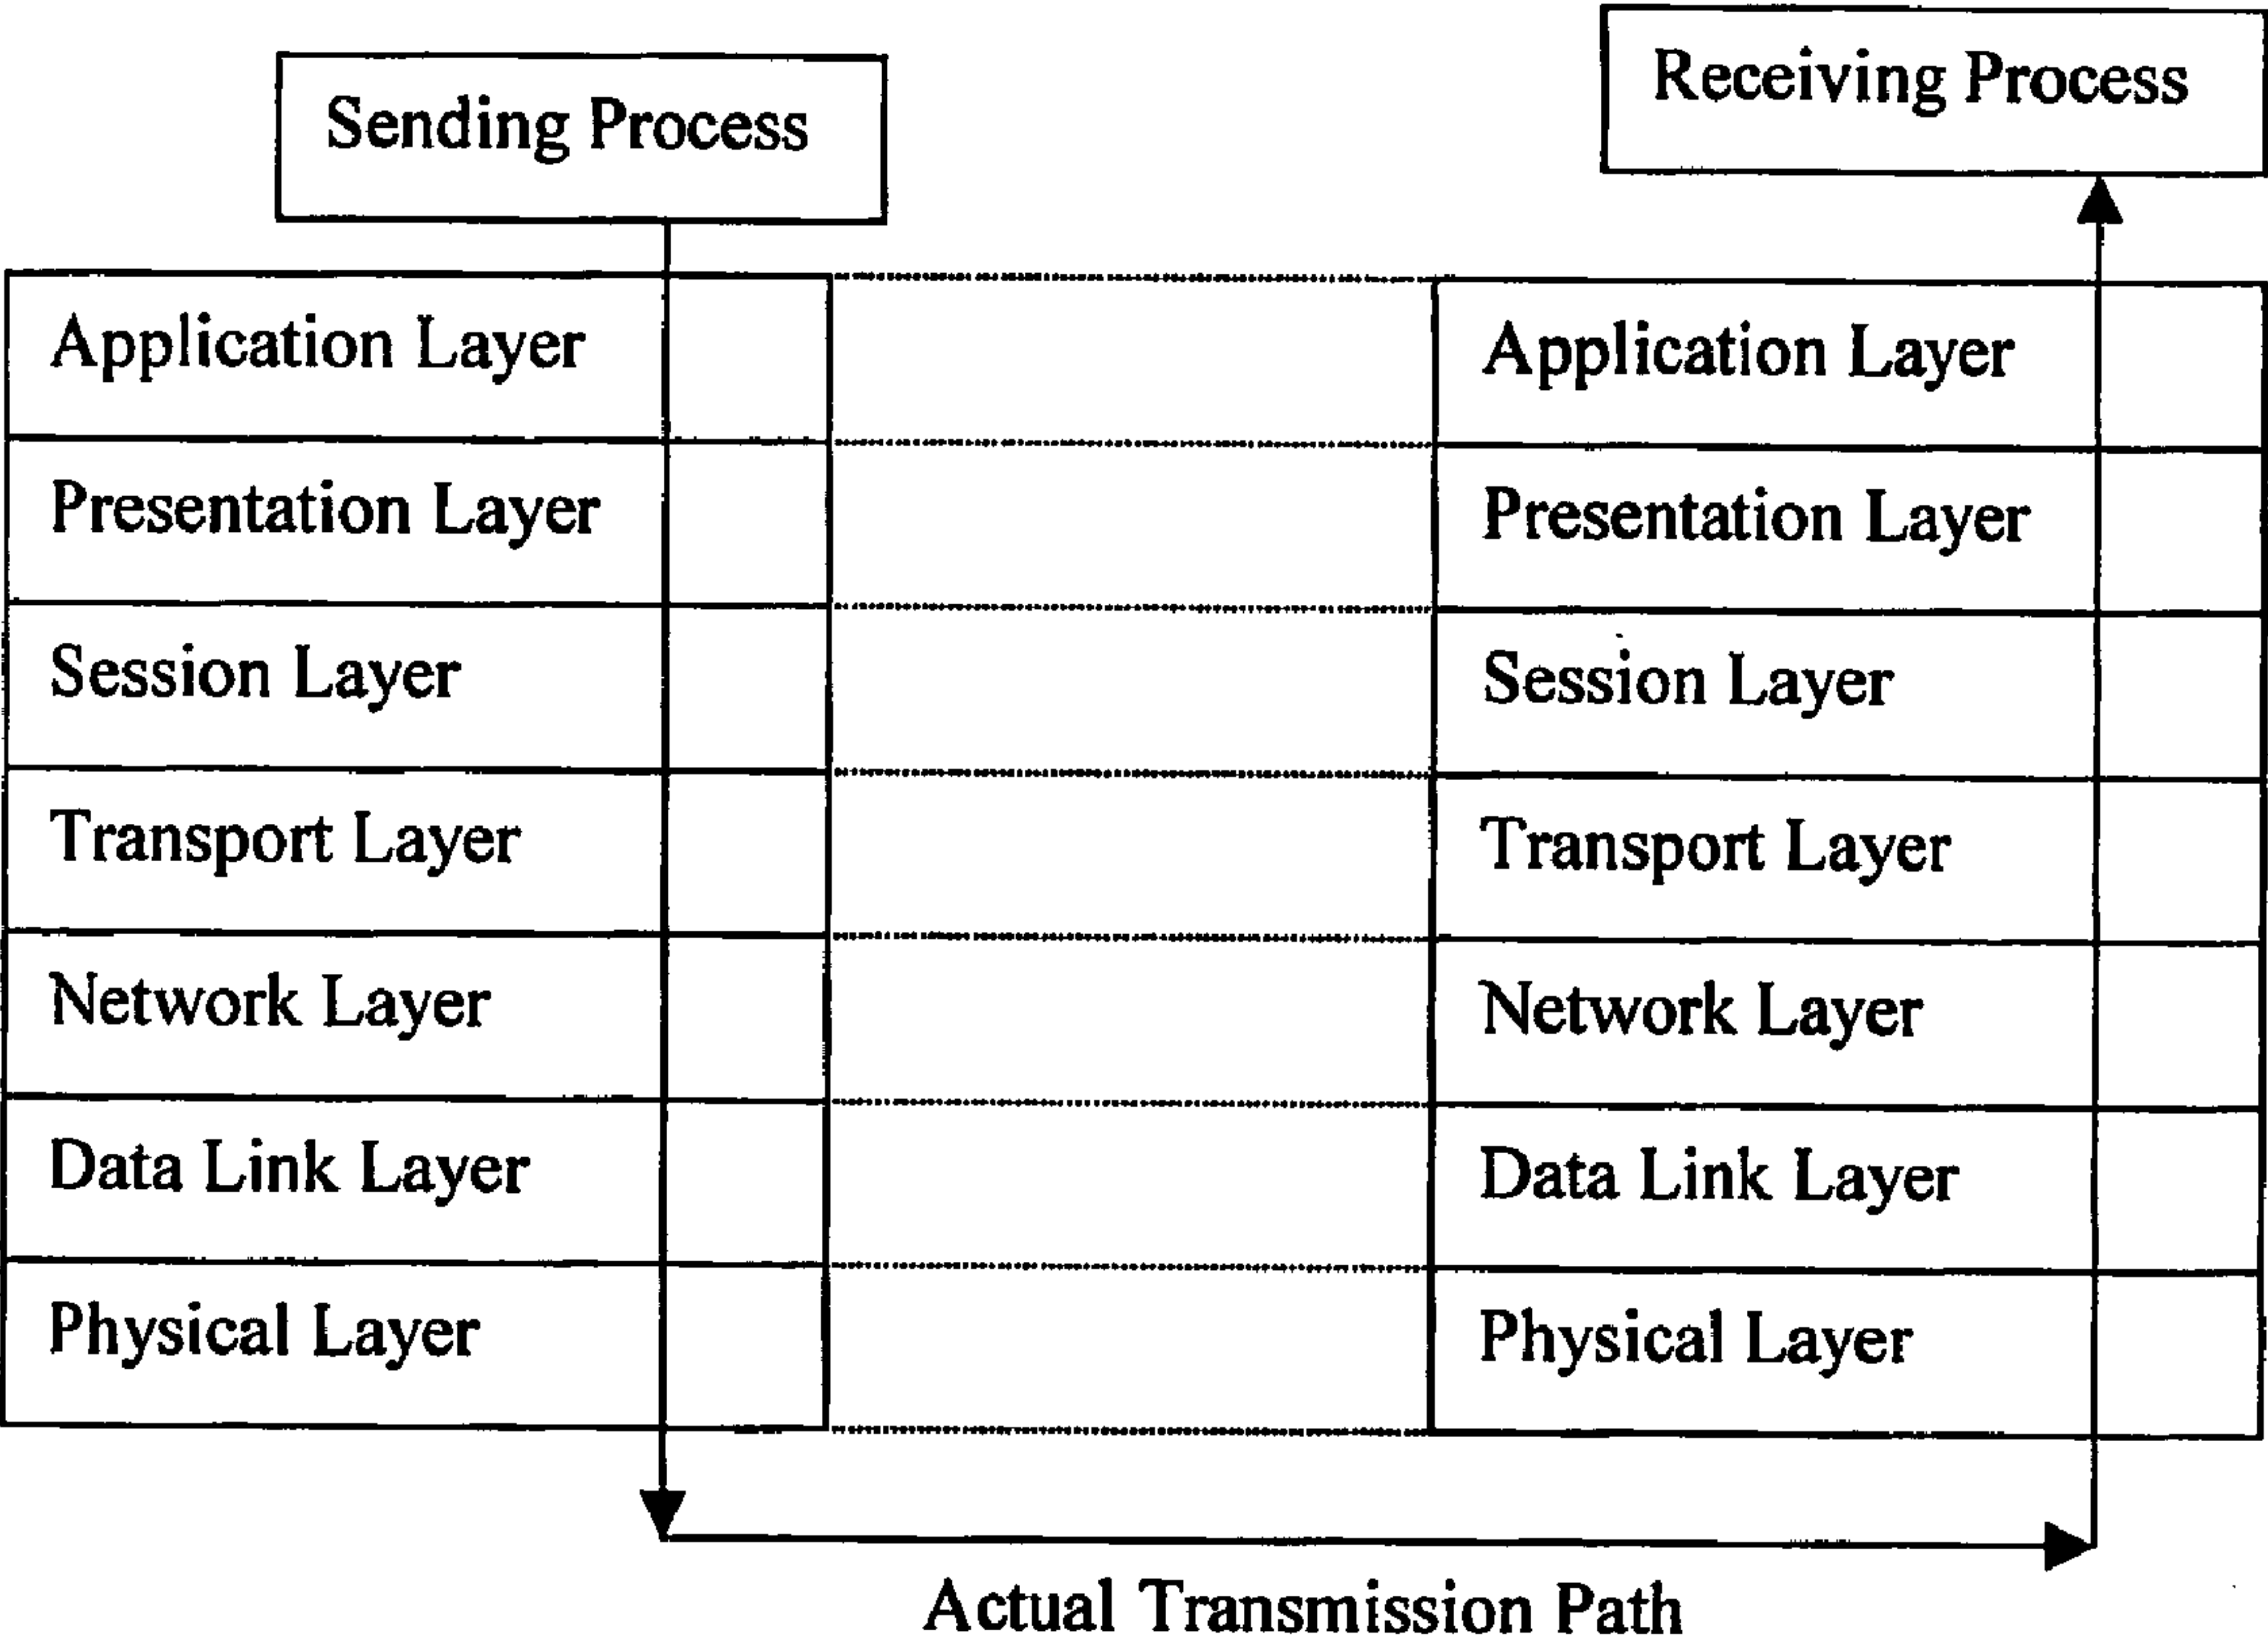 Sending Process
Receiving Process
Application Layer
Presentation Layer
Session Layer
Transport Layer
Network Layer
Data Link Layer
Physical Layer
Application Layer
Presentation Layer
Session Layer
Transport Layer
Network Layer
Data Link Layer
Physical Layer
Actual Transmission Path